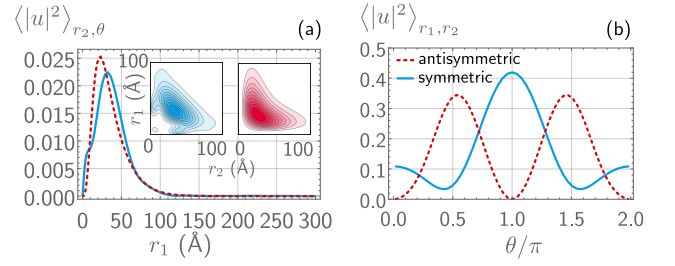 ⟨|u|²⟩r₂,θ
(a)
0.025
0.020
0.015
0.010
0.005
0.000
0 50 100 150 200 250 300
r₁ (Å)
100
r₁ (Å)
0
100
0
100
r₂ (Å)
⟨|u|²⟩r₁,r₂
(b)
antisymmetric
symmetric
0.5
0.4
0.3
0.2
0.1
0.0
0.0 0.5 1.0 1.5 2.0
θ/π